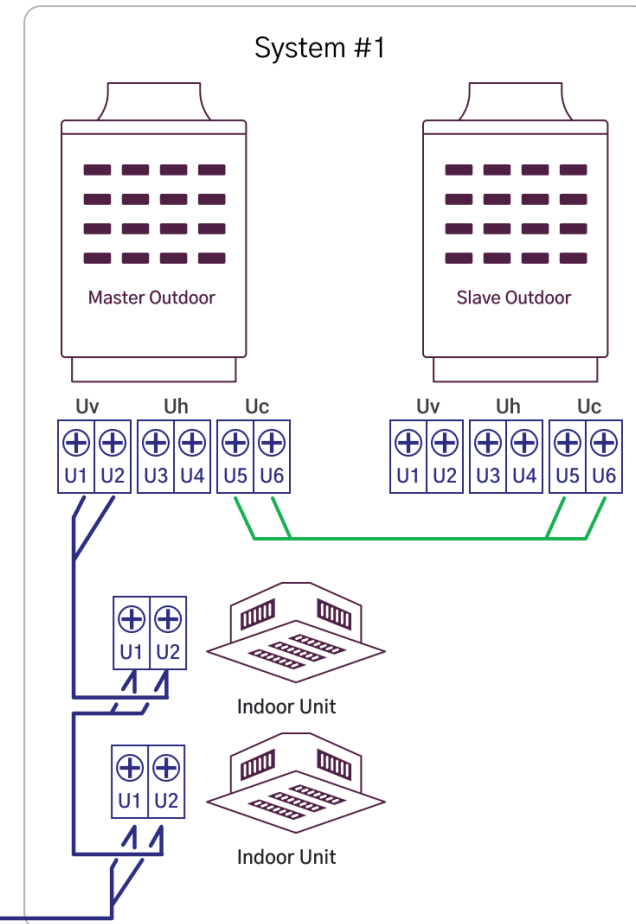 System #1
Master Outdoor
Slave Outdoor
Uv Uh Uc
U1 U2 U3 U4 U5 U6
Uv Uh Uc
U1 U2 U3 U4 U5 U6
U1 U2
Indoor Unit
U1 U2
Indoor Unit